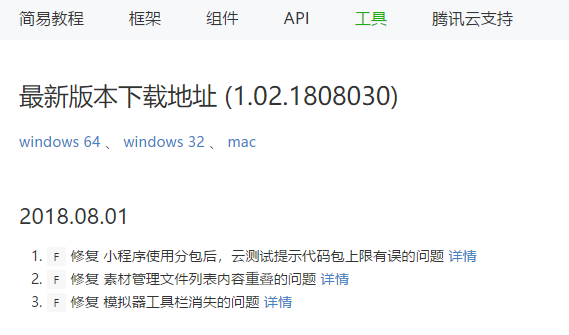 简易教程 框架 组件 API 工具 腾讯云支持
最新版本下载地址 (1.02.1808030)
windows 64 、 windows 32 、 mac
2018.08.01
1. F 修复 小程序使用分包后，云测试提示代码包上限有误的问题 详情
2. F 修复 素材管理文件列表内容重叠的问题 详情
3. F 修复 模拟器工具栏消失的问题 详情